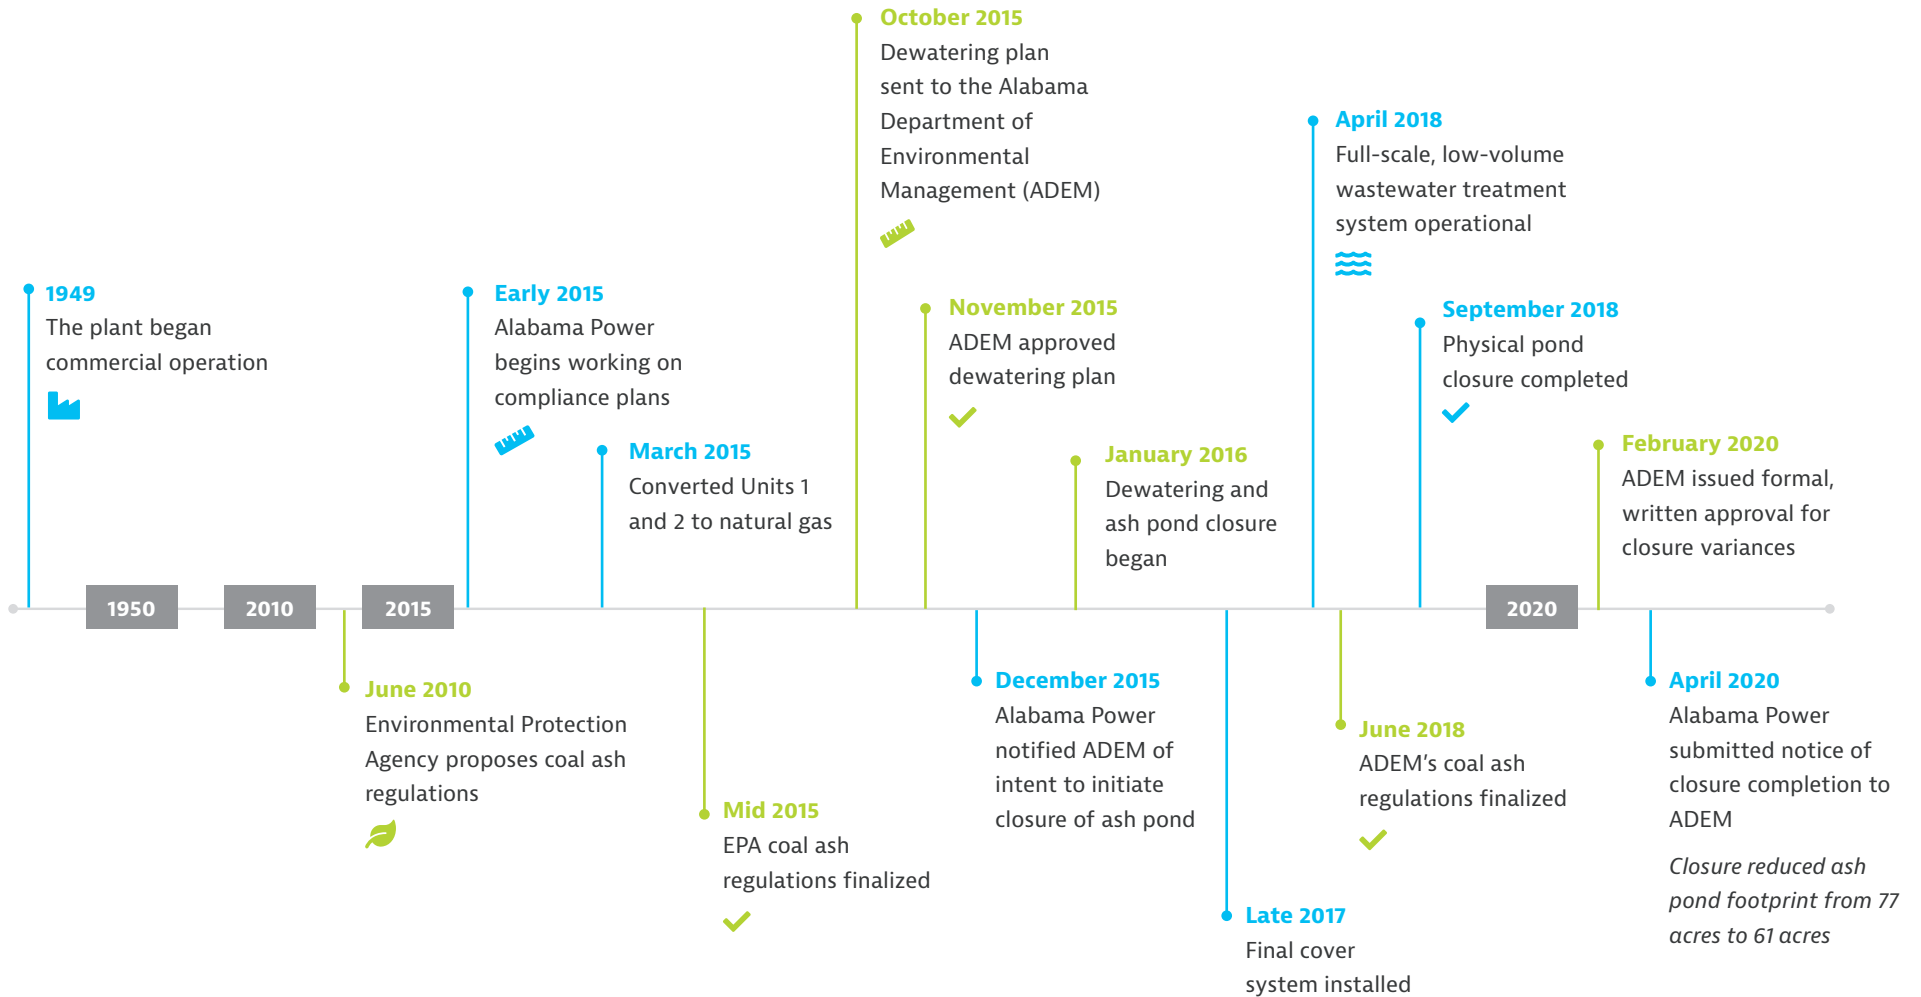 1949
The plant began
commercial operation
1950
2010
June 2010
Environmental Protection
Agency proposes coal ash
regulations
2015
Early 2015
Alabama Power
begins working on
compliance plans
March 2015
Converted Units 1
and 2 to natural gas
Mid 2015
EPA coal ash
regulations finalized
October 2015
Dewatering plan
sent to the Alabama
Department of
Environmental
Management (ADEM)
November 2015
ADEM approved
dewatering plan
December 2015
Alabama Power
notified ADEM of
intent to initiate
closure of ash pond
January 2016
Dewatering and
ash pond closure
began
Late 2017
Final cover
system installed
April 2018
Full-scale, low-volume
wastewater treatment
system operational
June 2018
ADEM's coal ash
regulations finalized
September 2018
Physical pond
closure completed
2020
February 2020
ADEM issued formal,
written approval for
closure variances
April 2020
Alabama Power
submitted notice of
closure completion to
ADEM
Closure reduced ash
pond footprint from 77
acres to 61 acres